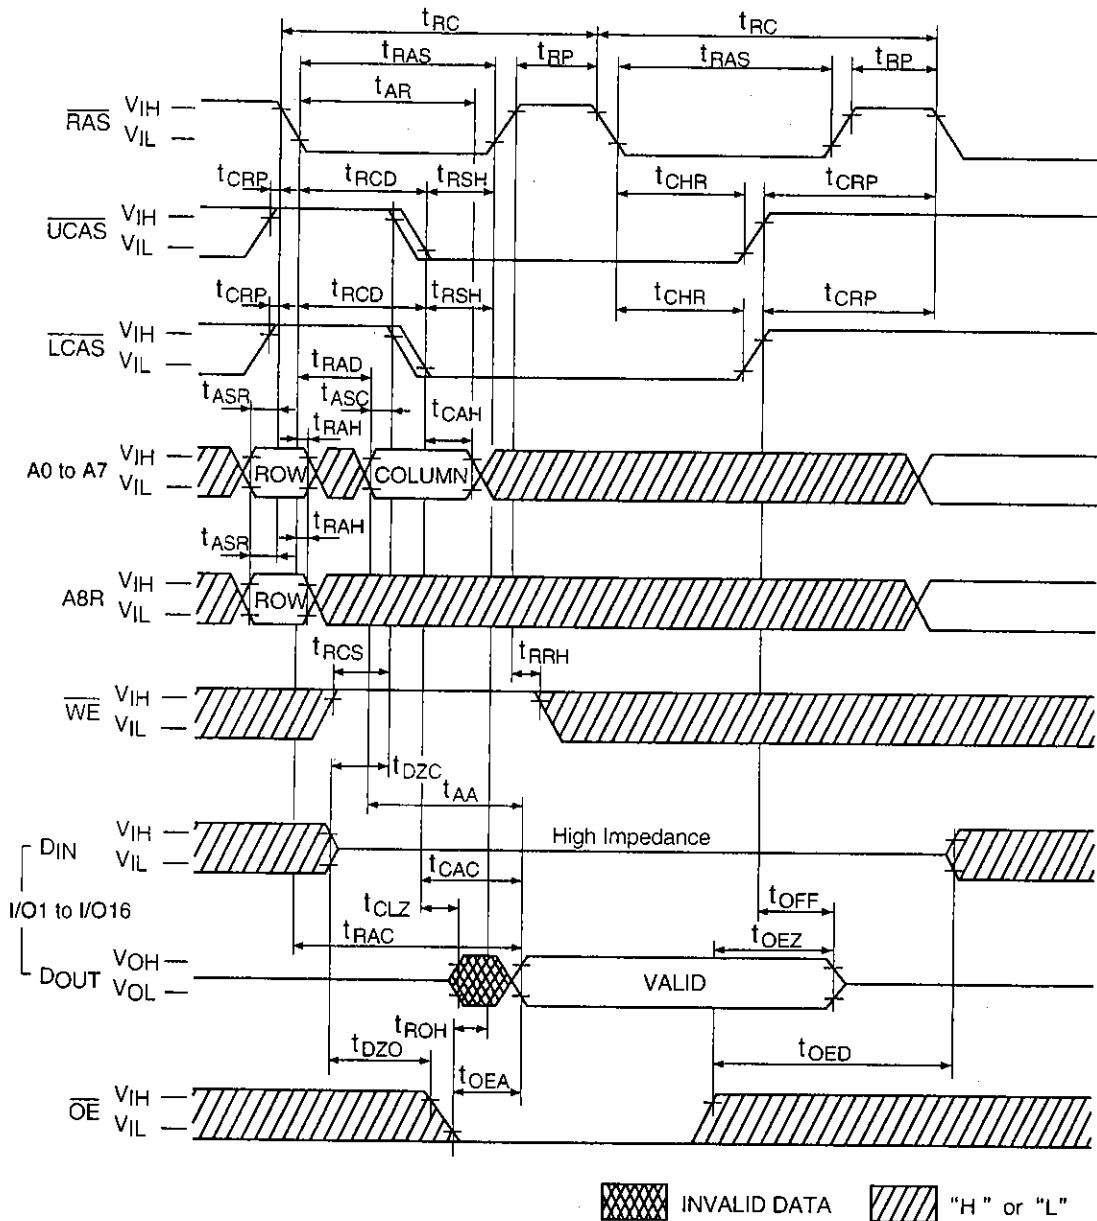 tRC tRC
tRAS tRP tRAS tRP
tAR
RAS VIH
VIL
tCRP tRCD tRSH tCHR tCRP
UCAS VIH
VIL
tCRP tRCD tRSH tCHR tCRP
LCAS VIH
VIL
tRAD
tASR tASC tCAH
tRAH
A0 to A7 VIH
VIL
ROW COLUMN
tRAH
tASR
A8R VIH
VIL
ROW
tRCS tRRH
WE VIH
VIL
tDZC
tAA
DIN VIH
VIL
High Impedance
tCAC
I/O1 to I/O16
tCLZ tOFF
tRAC tOEZ
DOUT VOH
VOL
VALID
tROH
tDZO tOED
tOEA
OE VIH
VIL
INVALID DATA "H" or "L"